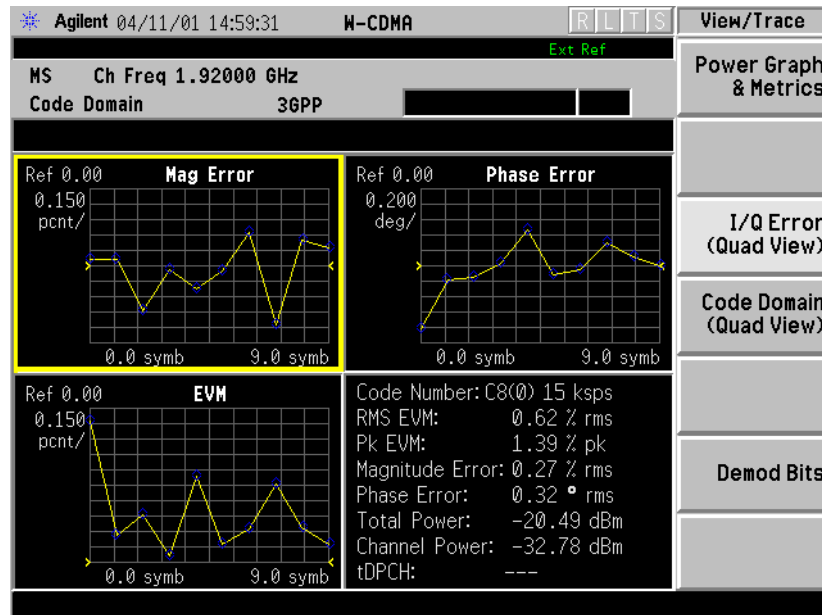 Agilent 04/11/01 14:59:31 W-CDMA R L T S View/Trace
Ext Ref
MS Ch Freq 1.92000 GHz
Code Domain 3GPP
Power Graph
& Metrics
I/Q Error
(Quad View)
Code Domain
(Quad View)
Demod Bits
Ref 0.00 Mag Error
0.150
pcnt/
0.0 symb 9.0 symb
Ref 0.00 Phase Error
0.200
deg/
0.0 symb 9.0 symb
Ref 0.00 EVM
0.150
pcnt/
0.0 symb 9.0 symb
Code Number: C8(0) 15 ksps
RMS EVM: 0.62 % rms
Pk EVM: 1.39 % pk
Magnitude Error: 0.27 % rms
Phase Error: 0.32 ° rms
Total Power: -20.49 dBm
Channel Power: -32.78 dBm
tDPCH: ---